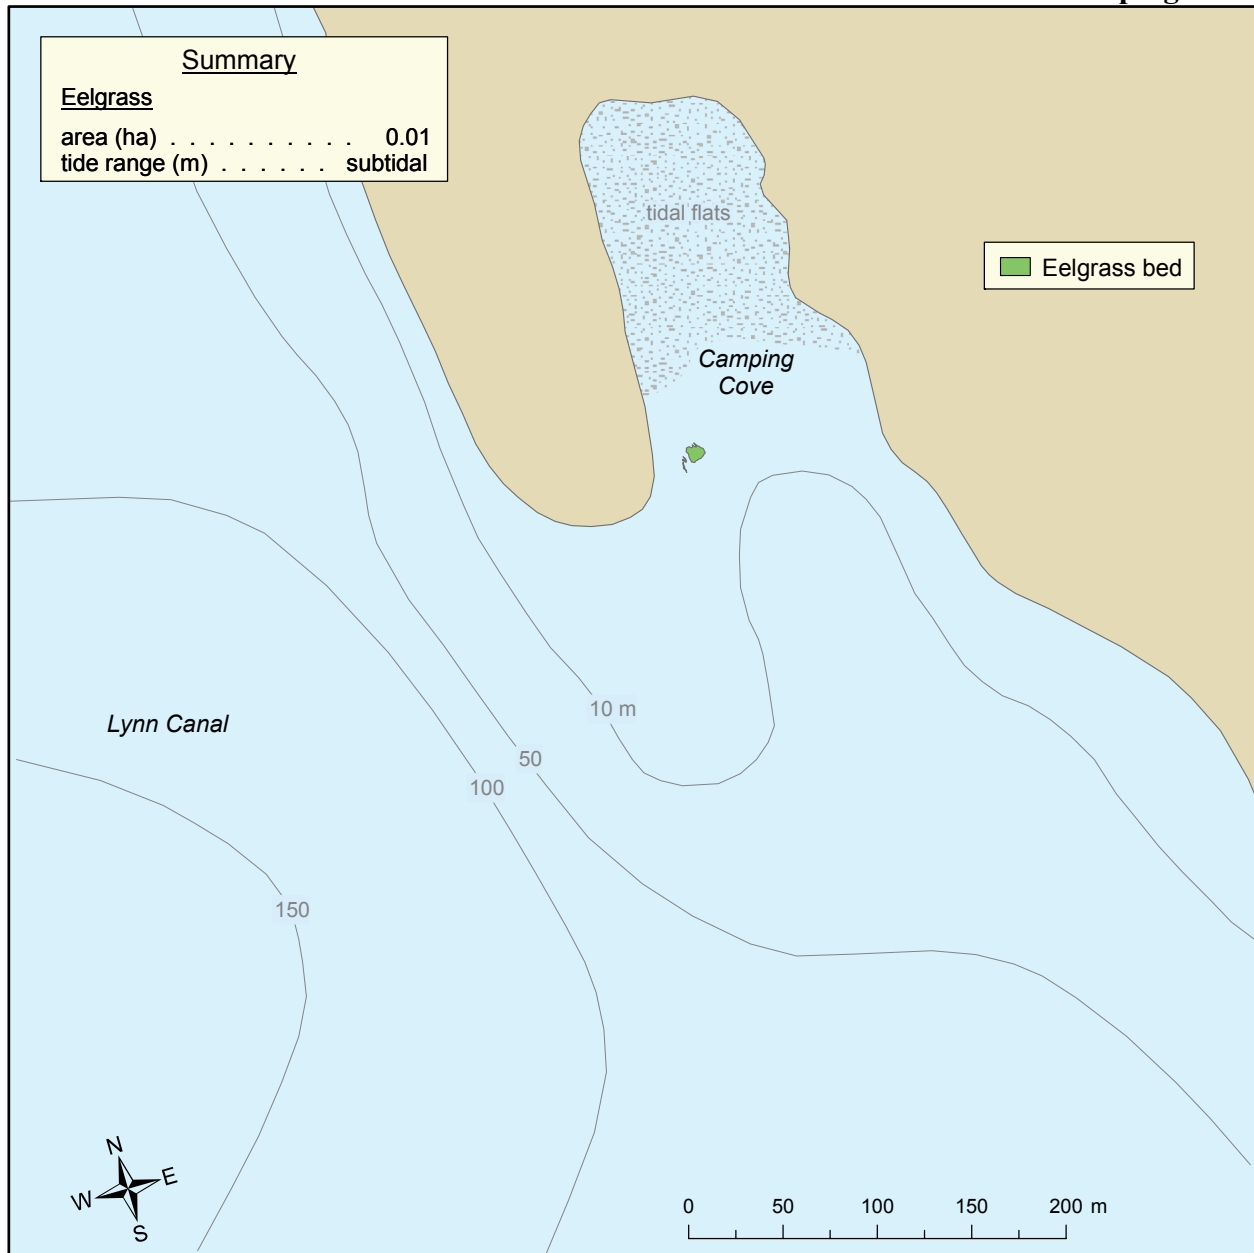 Summary
Eelgrass
area (ha) . . . . . . . . . . 0.01
tide range (m) . . . . . . subtidal
tidal flats
Eelgrass bed
Camping
Cove
10 m
Lynn Canal
50
100
150
N
W E
S
0 50 100 150 200 m